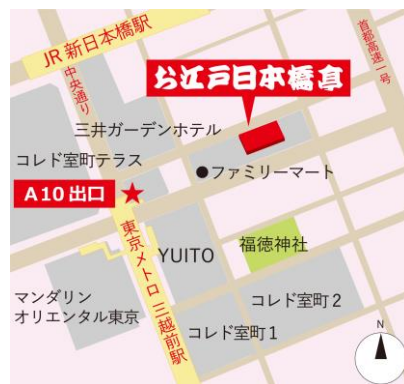 JR 新日本橋駅
中央通り
首都高速一号
お江戸日本橋亭
三井ガーデンホテル
コレド室町テラス
●ファミリーマート
A10 出口
東京メトロ 三越前駅
YUITO
福徳神社
マンダリン
オリエンタル東京
コレド室町2
コレド室町1
N